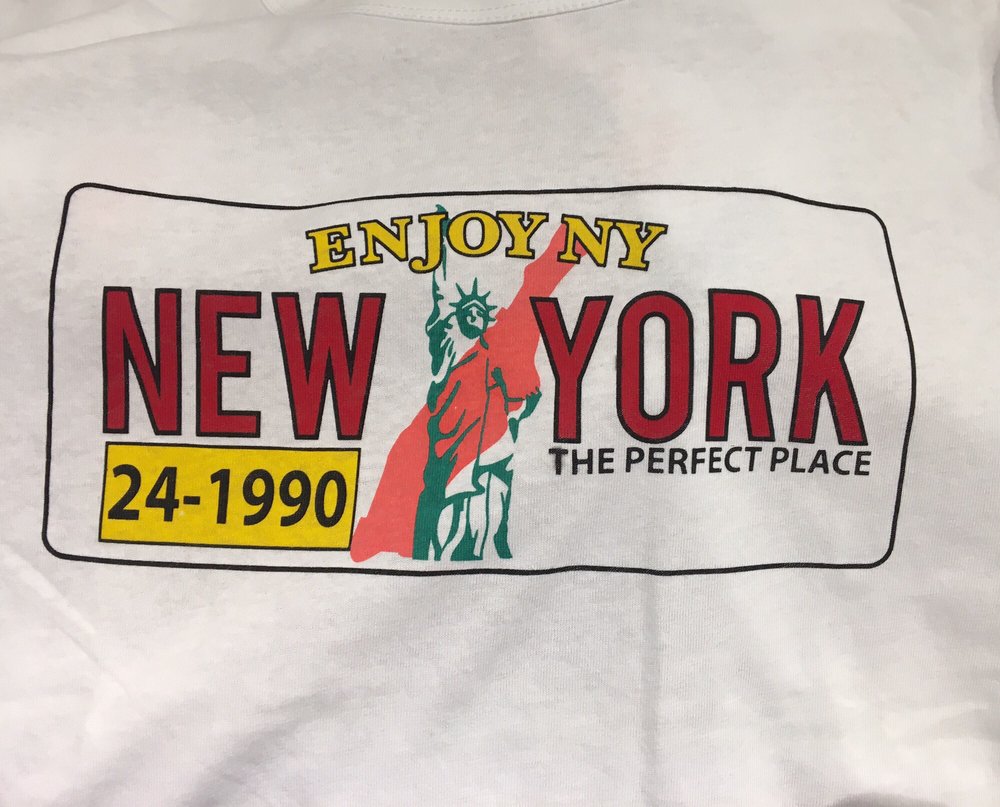 ENJOY NY
NEW YORK
24-1990
THE PERFECT PLACE